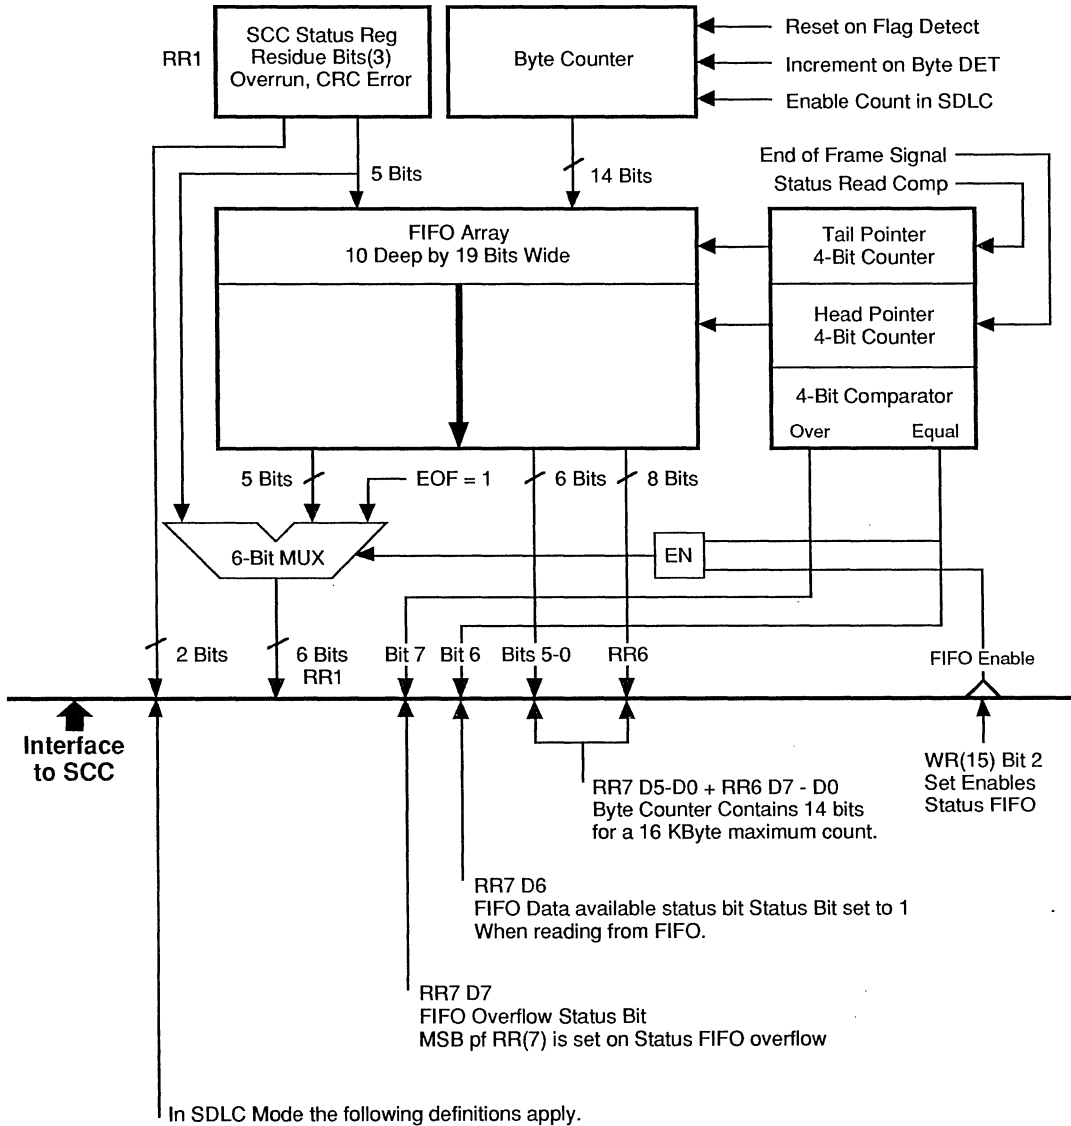 RR1
SCC Status Reg
Residue Bits(3)
Overrun, CRC Error
Byte Counter
Reset on Flag Detect
Increment on Byte DET
Enable Count in SDLC
End of Frame Signal
Status Read Comp
5 Bits
14 Bits
FIFO Array
10 Deep by 19 Bits Wide
Tail Pointer
4-Bit Counter
Head Pointer
4-Bit Counter
4-Bit Comparator
Over
Equal
5 Bits
EOF = 1
6 Bits
8 Bits
6-Bit MUX
EN
2 Bits
6 Bits
RR1
Bit 7
Bit 6
Bits 5-0
RR6
FIFO Enable
Interface
to SCC
WR(15) Bit 2
Set Enables
Status FIFO
RR7 D5-D0 + RR6 D7 - D0
Byte Counter Contains 14 bits
for a 16 KByte maximum count.
RR7 D6
FIFO Data available status bit Status Bit set to 1
When reading from FIFO.
RR7 D7
FIFO Overflow Status Bit
MSB pf RR(7) is set on Status FIFO overflow
In SDLC Mode the following definitions apply.